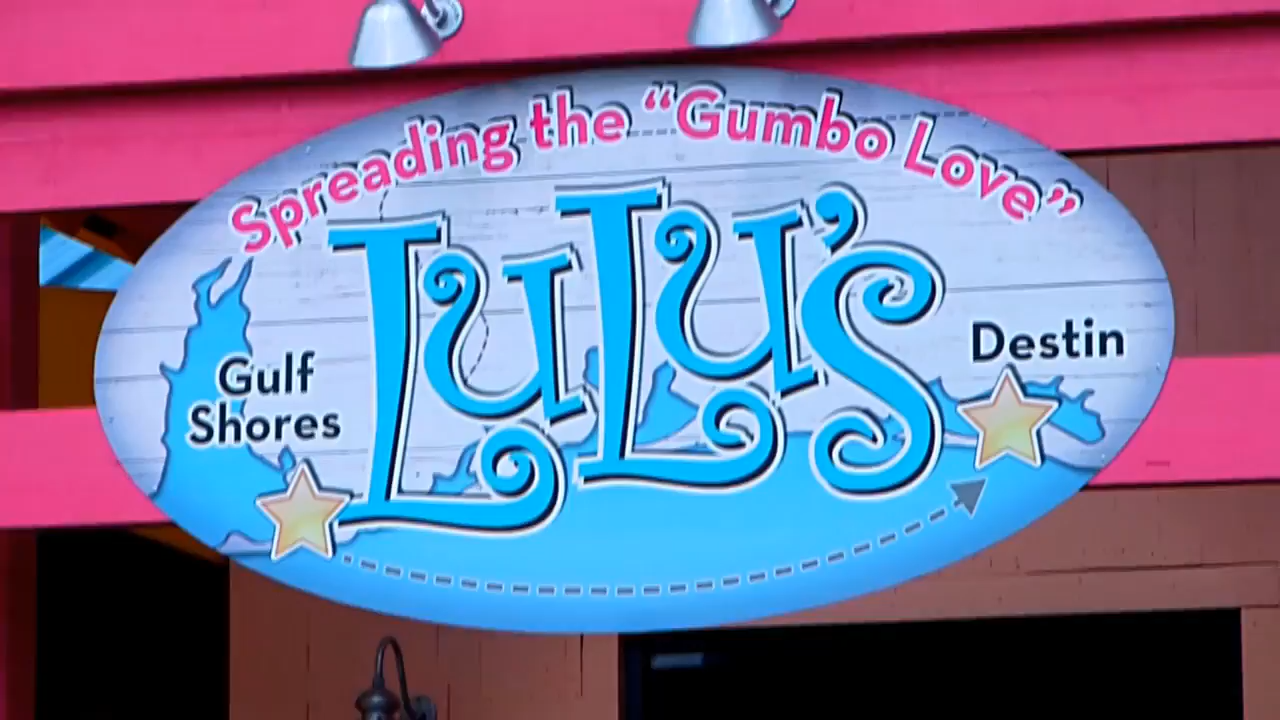 Spreading the “Gumbo Love”
LuLu's
Gulf
Shores
Destin